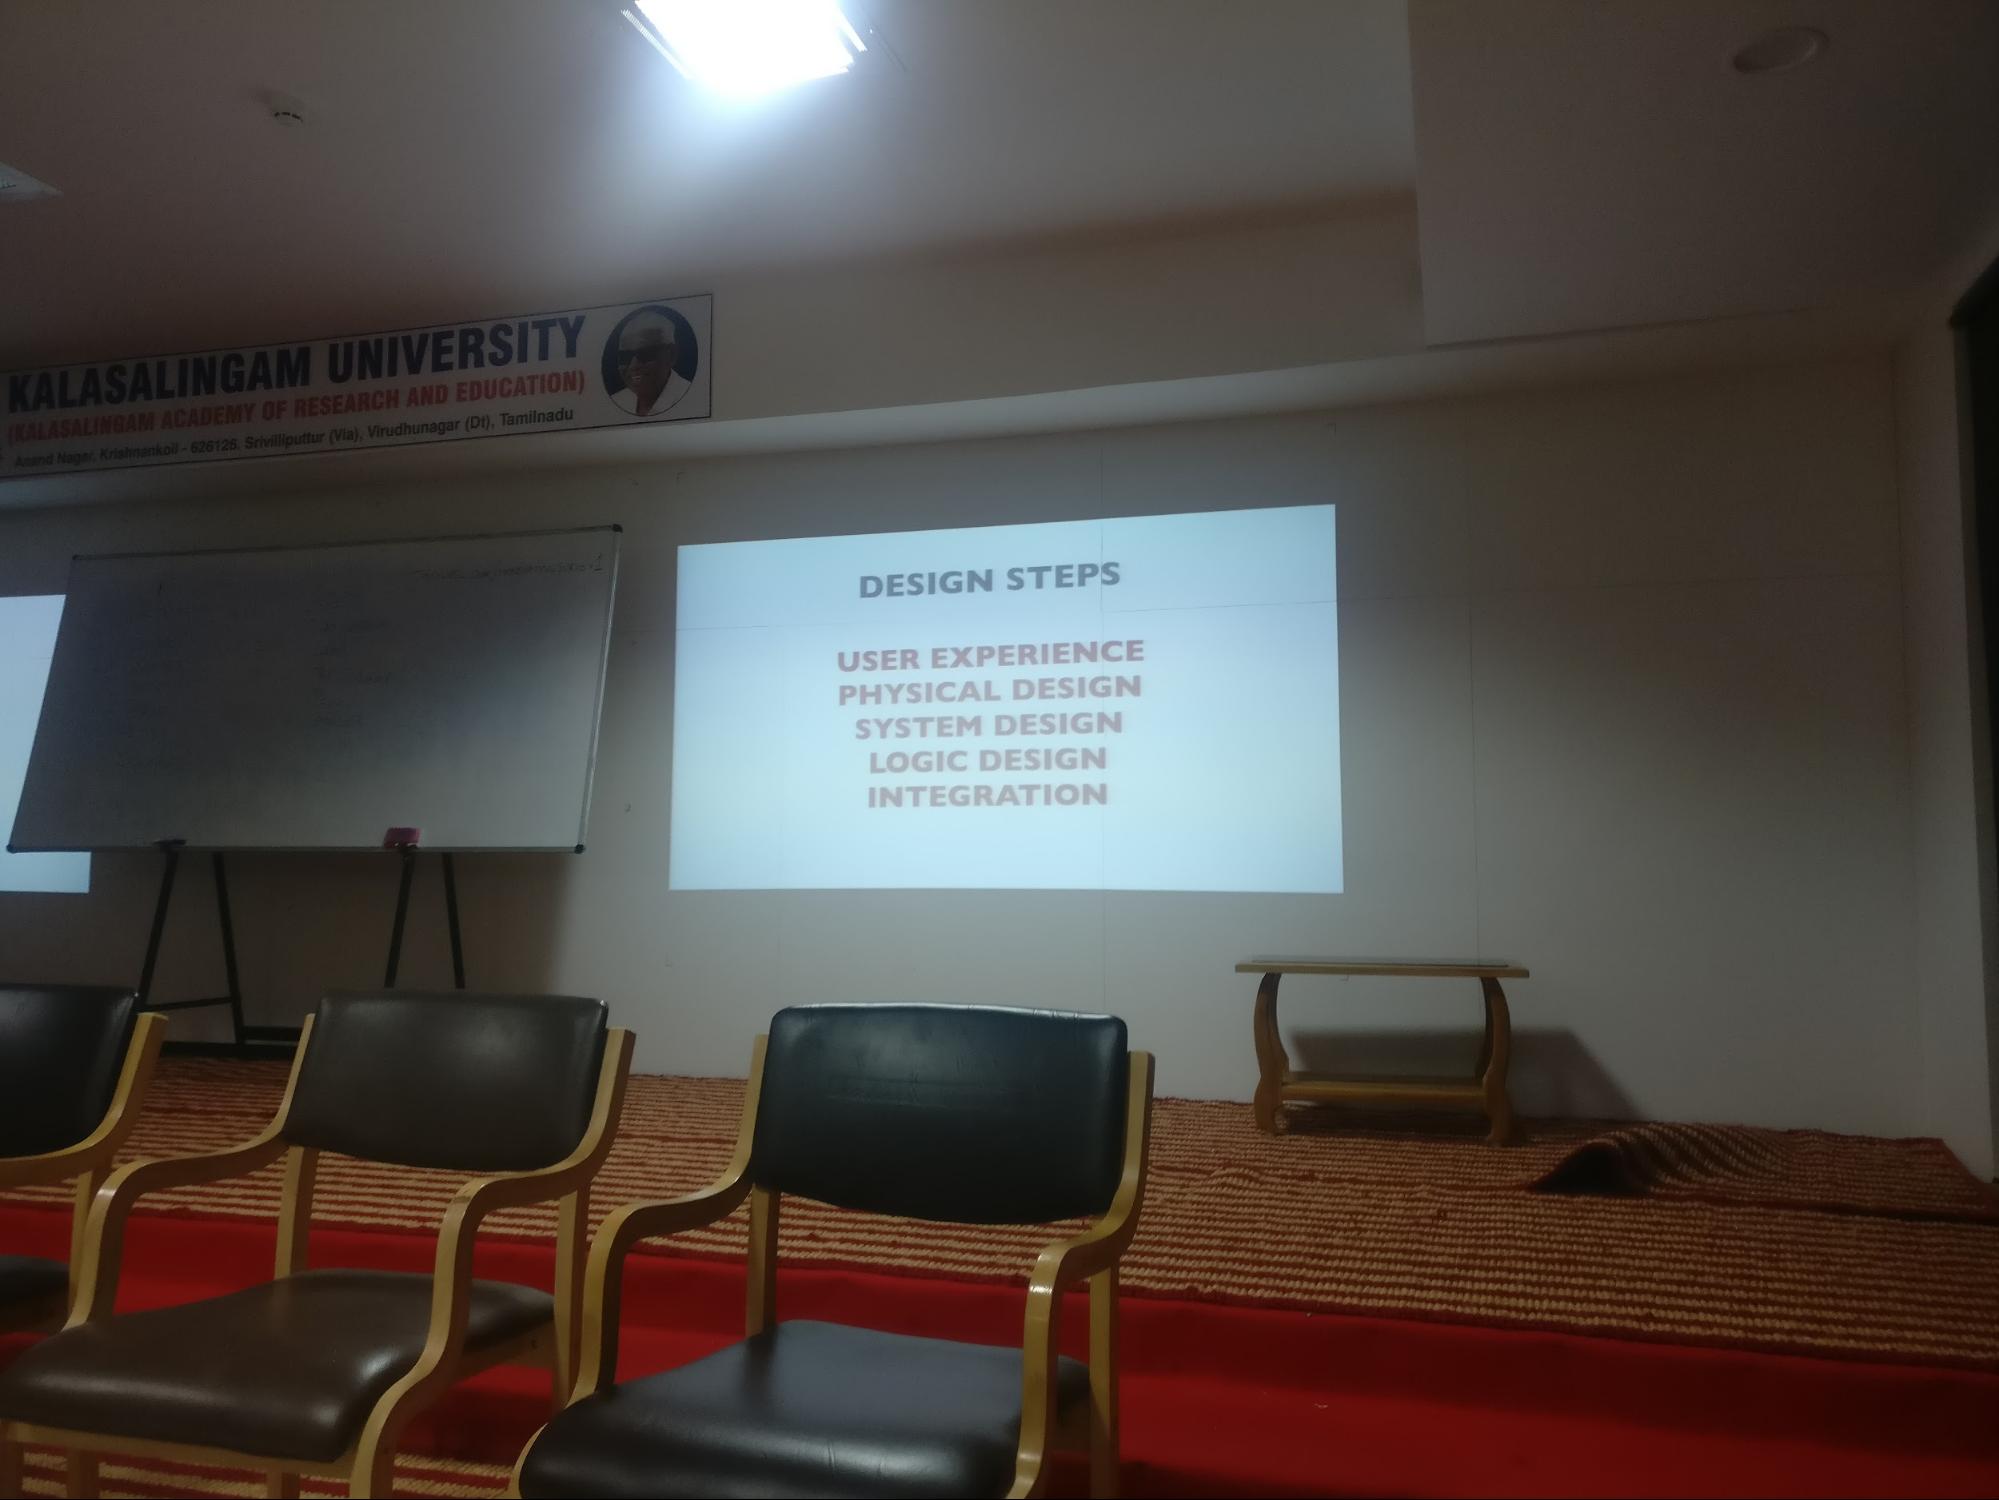 KALASALINGAM UNIVERSITY
(KALASALINGAM ACADEMY OF RESEARCH AND EDUCATION)
Anand Nagar, Krishnankoil - 626126. Srivilliputtur (Via), Virudhunagar (Dt), Tamilnadu
DESIGN STEPS
USER EXPERIENCE
PHYSICAL DESIGN
SYSTEM DESIGN
LOGIC DESIGN
INTEGRATION